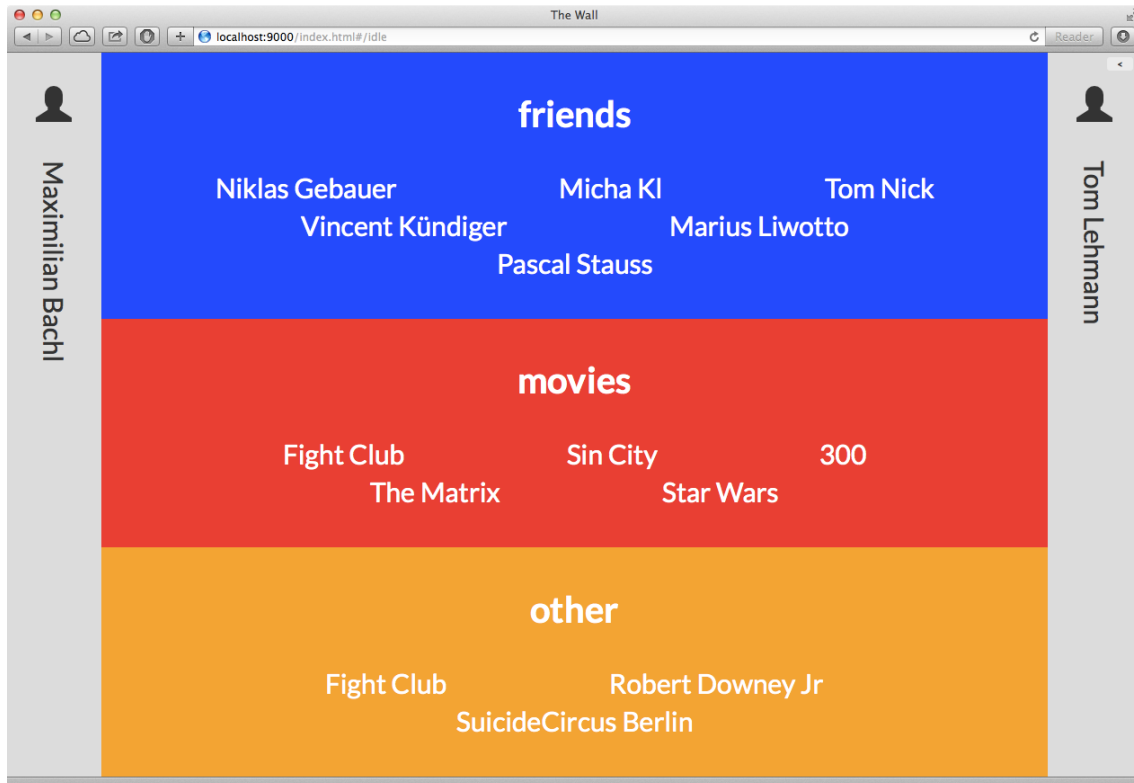 The Wall
localhost:9000/index.html#/idle
Reader
<
Maximilian Bachl
friends
Niklas Gebauer Micha Kl Tom Nick
Vincent Kündiger Marius Liwotto
Pascal Stauss
movies
Fight Club Sin City 300
The Matrix Star Wars
other
Fight Club Robert Downey Jr
SuicideCircus Berlin
Tom Lehmann